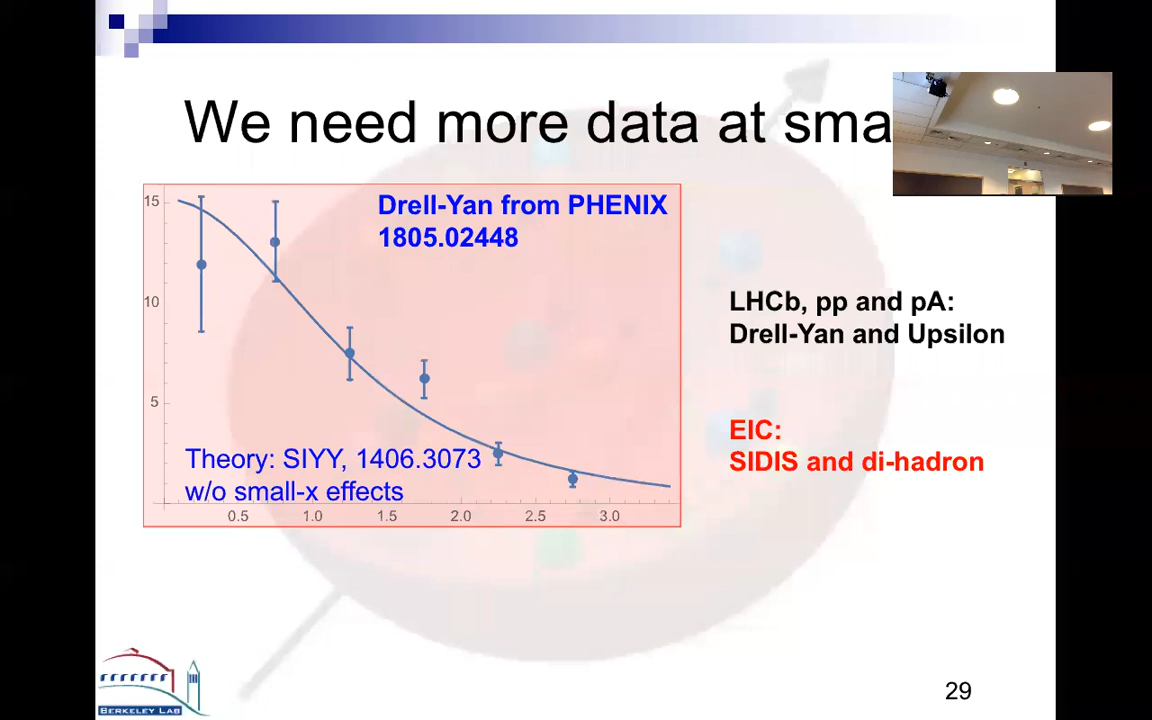 We need more data at sma
Drell-Yan from PHENIX
1805.02448
15
10
5
Theory: SIYY, 1406.3073
w/o small-x effects
0.5 1.0 1.5 2.0 2.5 3.0
LHCb, pp and pA:
Drell-Yan and Upsilon
EIC:
SIDIS and di-hadron
BERKELEY LAB
29